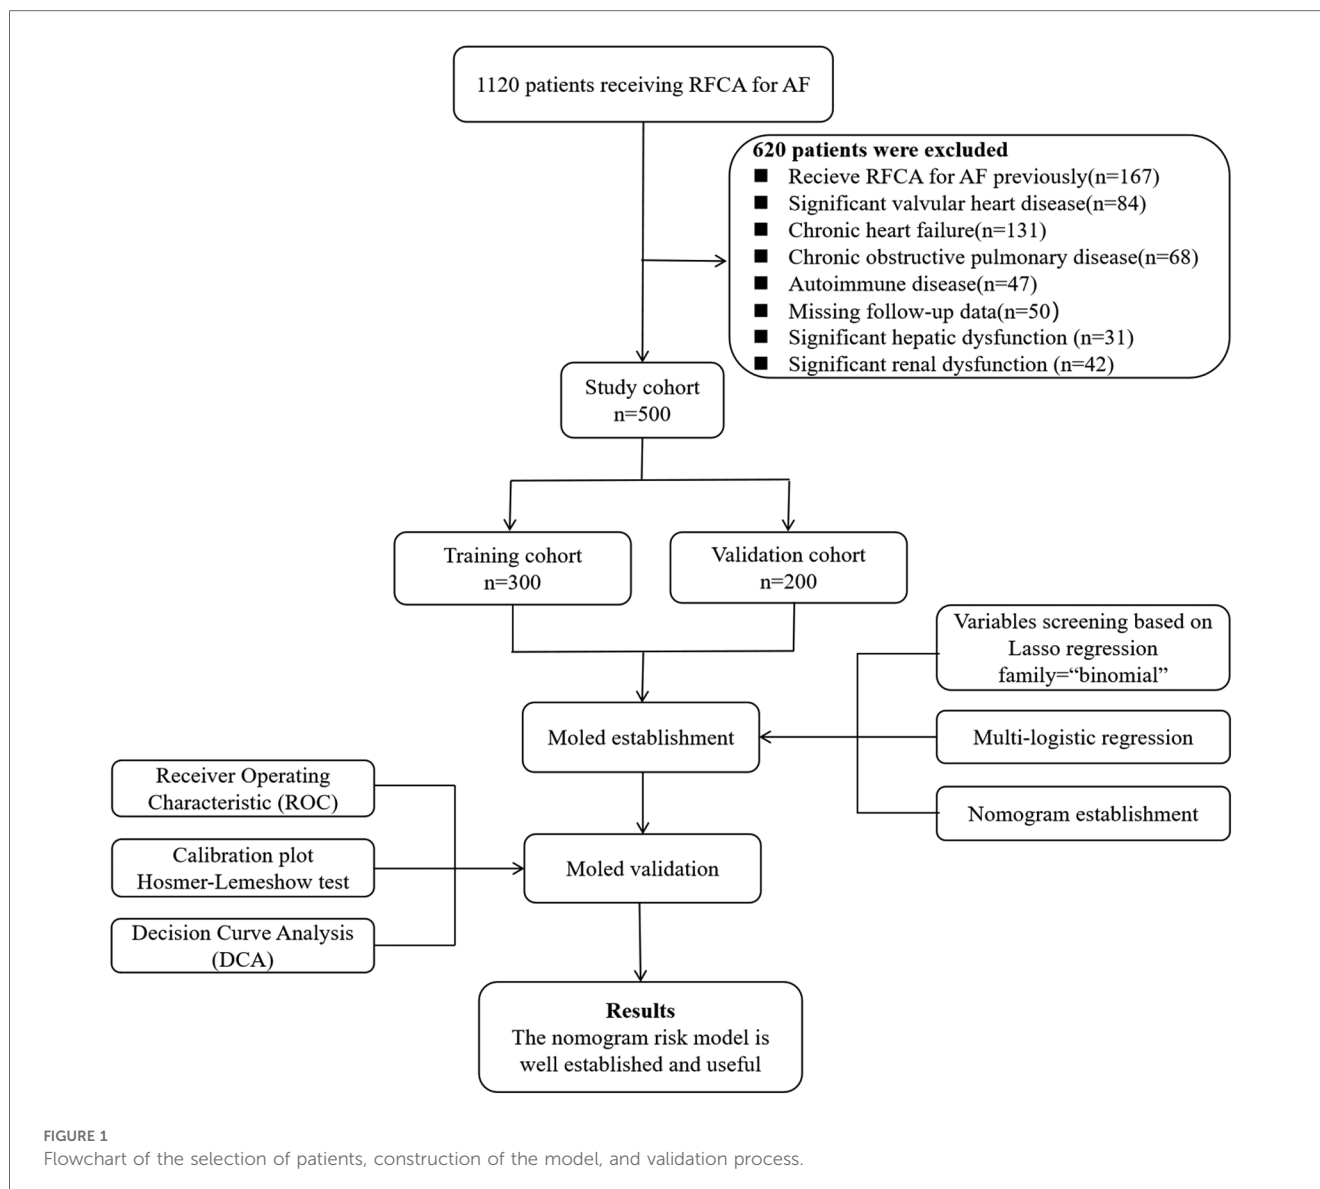 1120 patients receiving RFCA for AF
620 patients were excluded
■ Recieve RFCA for AF previously(n=167)
■ Significant valvular heart disease(n=84)
■ Chronic heart failure(n=131)
■ Chronic obstructive pulmonary disease(n=68)
■ Autoimmune disease(n=47)
■ Missing follow-up data(n=50)
■ Significant hepatic dysfunction (n=31)
■ Significant renal dysfunction (n=42)
Study cohort
n=500
Training cohort
n=300
Validation cohort
n=200
Variables screening based on
Lasso regression
family=“binomial”
Multi-logistic regression
Nomogram establishment
Moled establishment
Receiver Operating
Characteristic (ROC)
Calibration plot
Hosmer-Lemeshow test
Decision Curve Analysis
(DCA)
Moled validation
Results
The nomogram risk model is
well established and useful
FIGURE 1
Flowchart of the selection of patients, construction of the model, and validation process.